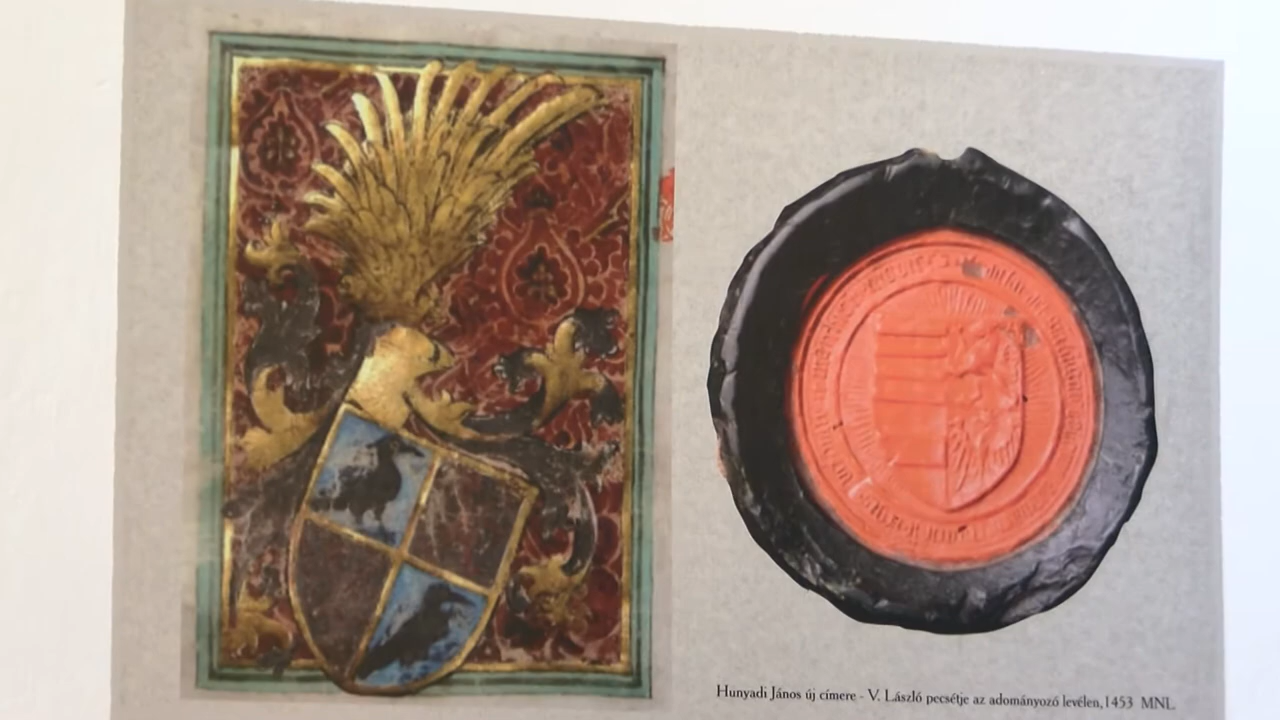 Hunyadi János új címere - V. László pecsétje az adományozó levélen,1453 MNL